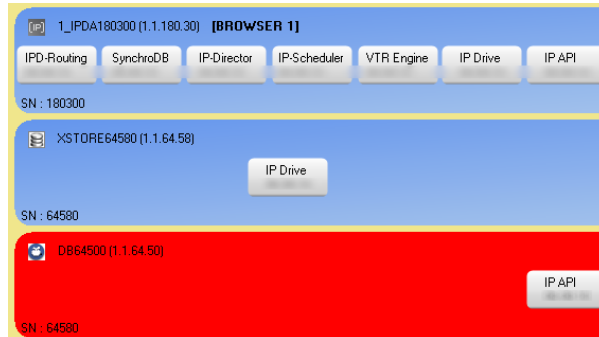 1_IPDA180300 (1.1.180.30) [BROWSER 1]
IPD-Routing SynchroDB IP-Director IP-Scheduler VTR Engine IP Drive IP API
SN : 180300
XSTORE64580 (1.1.64.58)
IP Drive
SN : 64580
DB64500 (1.1.64.50)
IP API
SN : 64580